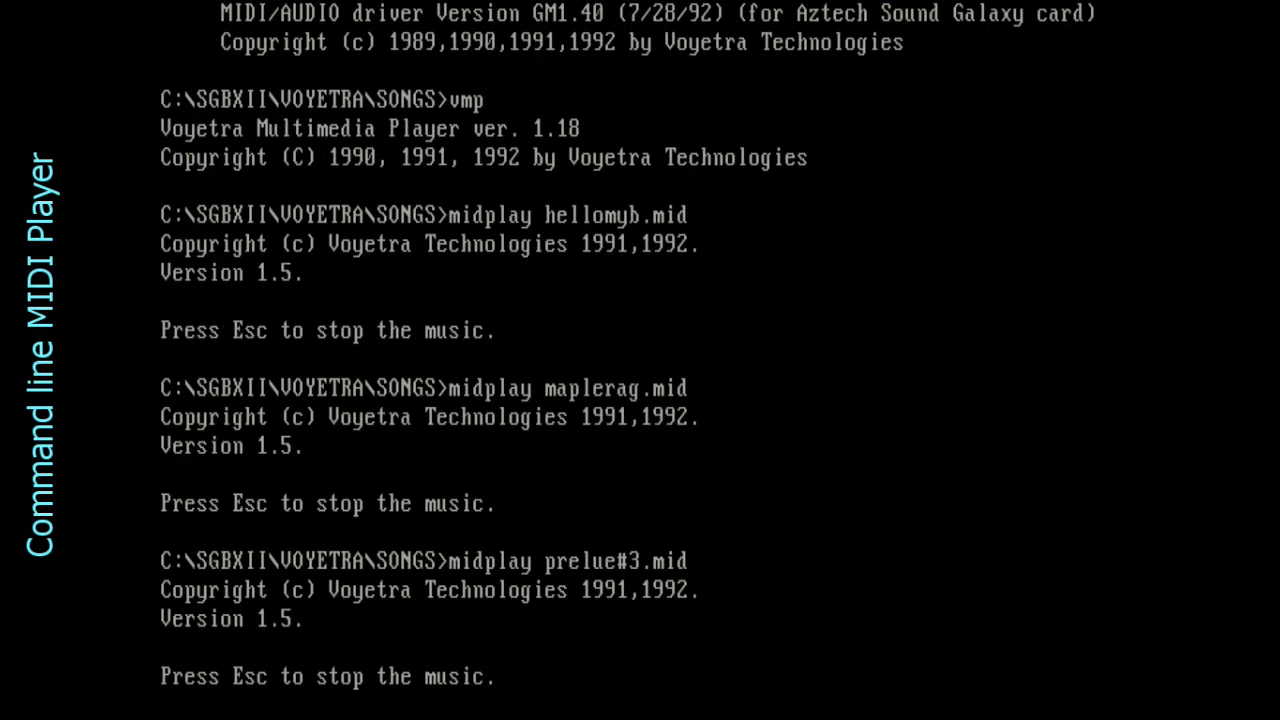 MIDI/AUDIO driver Version GM1.40 (7/28/92) (for Aztech Sound Galaxy card)
Copyright (c) 1989,1990,1991,1992 by Voyetra Technologies
C:\SGBXII\VOYETRA\SONGS>vmp
Voyetra Multimedia Player ver. 1.18
Copyright (C) 1990, 1991, 1992 by Voyetra Technologies
C:\SGBXII\VOYETRA\SONGS>midplay hellomyb.mid
Copyright (c) Voyetra Technologies 1991,1992.
Version 1.5.
Press Esc to stop the music.
C:\SGBXII\VOYETRA\SONGS>midplay maplerag.mid
Copyright (c) Voyetra Technologies 1991,1992.
Version 1.5.
Press Esc to stop the music.
C:\SGBXII\VOYETRA\SONGS>midplay prelue#3.mid
Copyright (c) Voyetra Technologies 1991,1992.
Version 1.5.
Press Esc to stop the music.
Command line MIDI Player